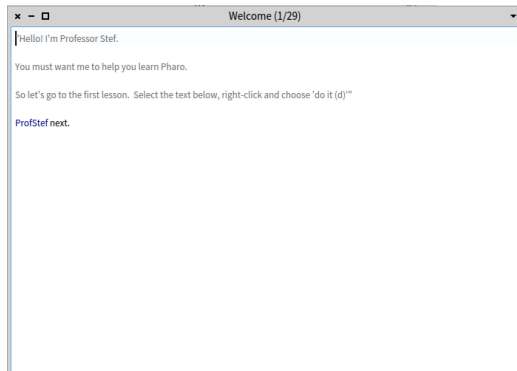 Welcome (1/29)
"Hello! I'm Professor Stef.
You must want me to help you learn Pharo.
So let's go to the first lesson. Select the text below, right-click and choose 'do it (d)'"
ProfStef next.